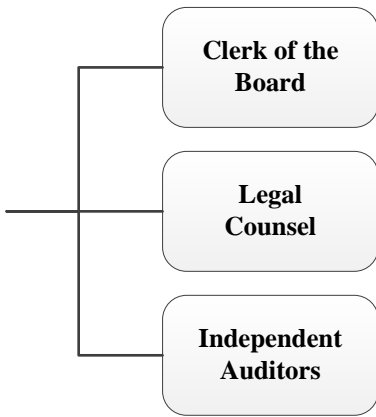 Clerk of the
Board
Legal
Counsel
Independent
Auditors